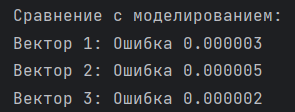 Сравнение с моделированием:
Вектор 1: Ошибка 0.000003
Вектор 2: Ошибка 0.000005
Вектор 3: Ошибка 0.000002